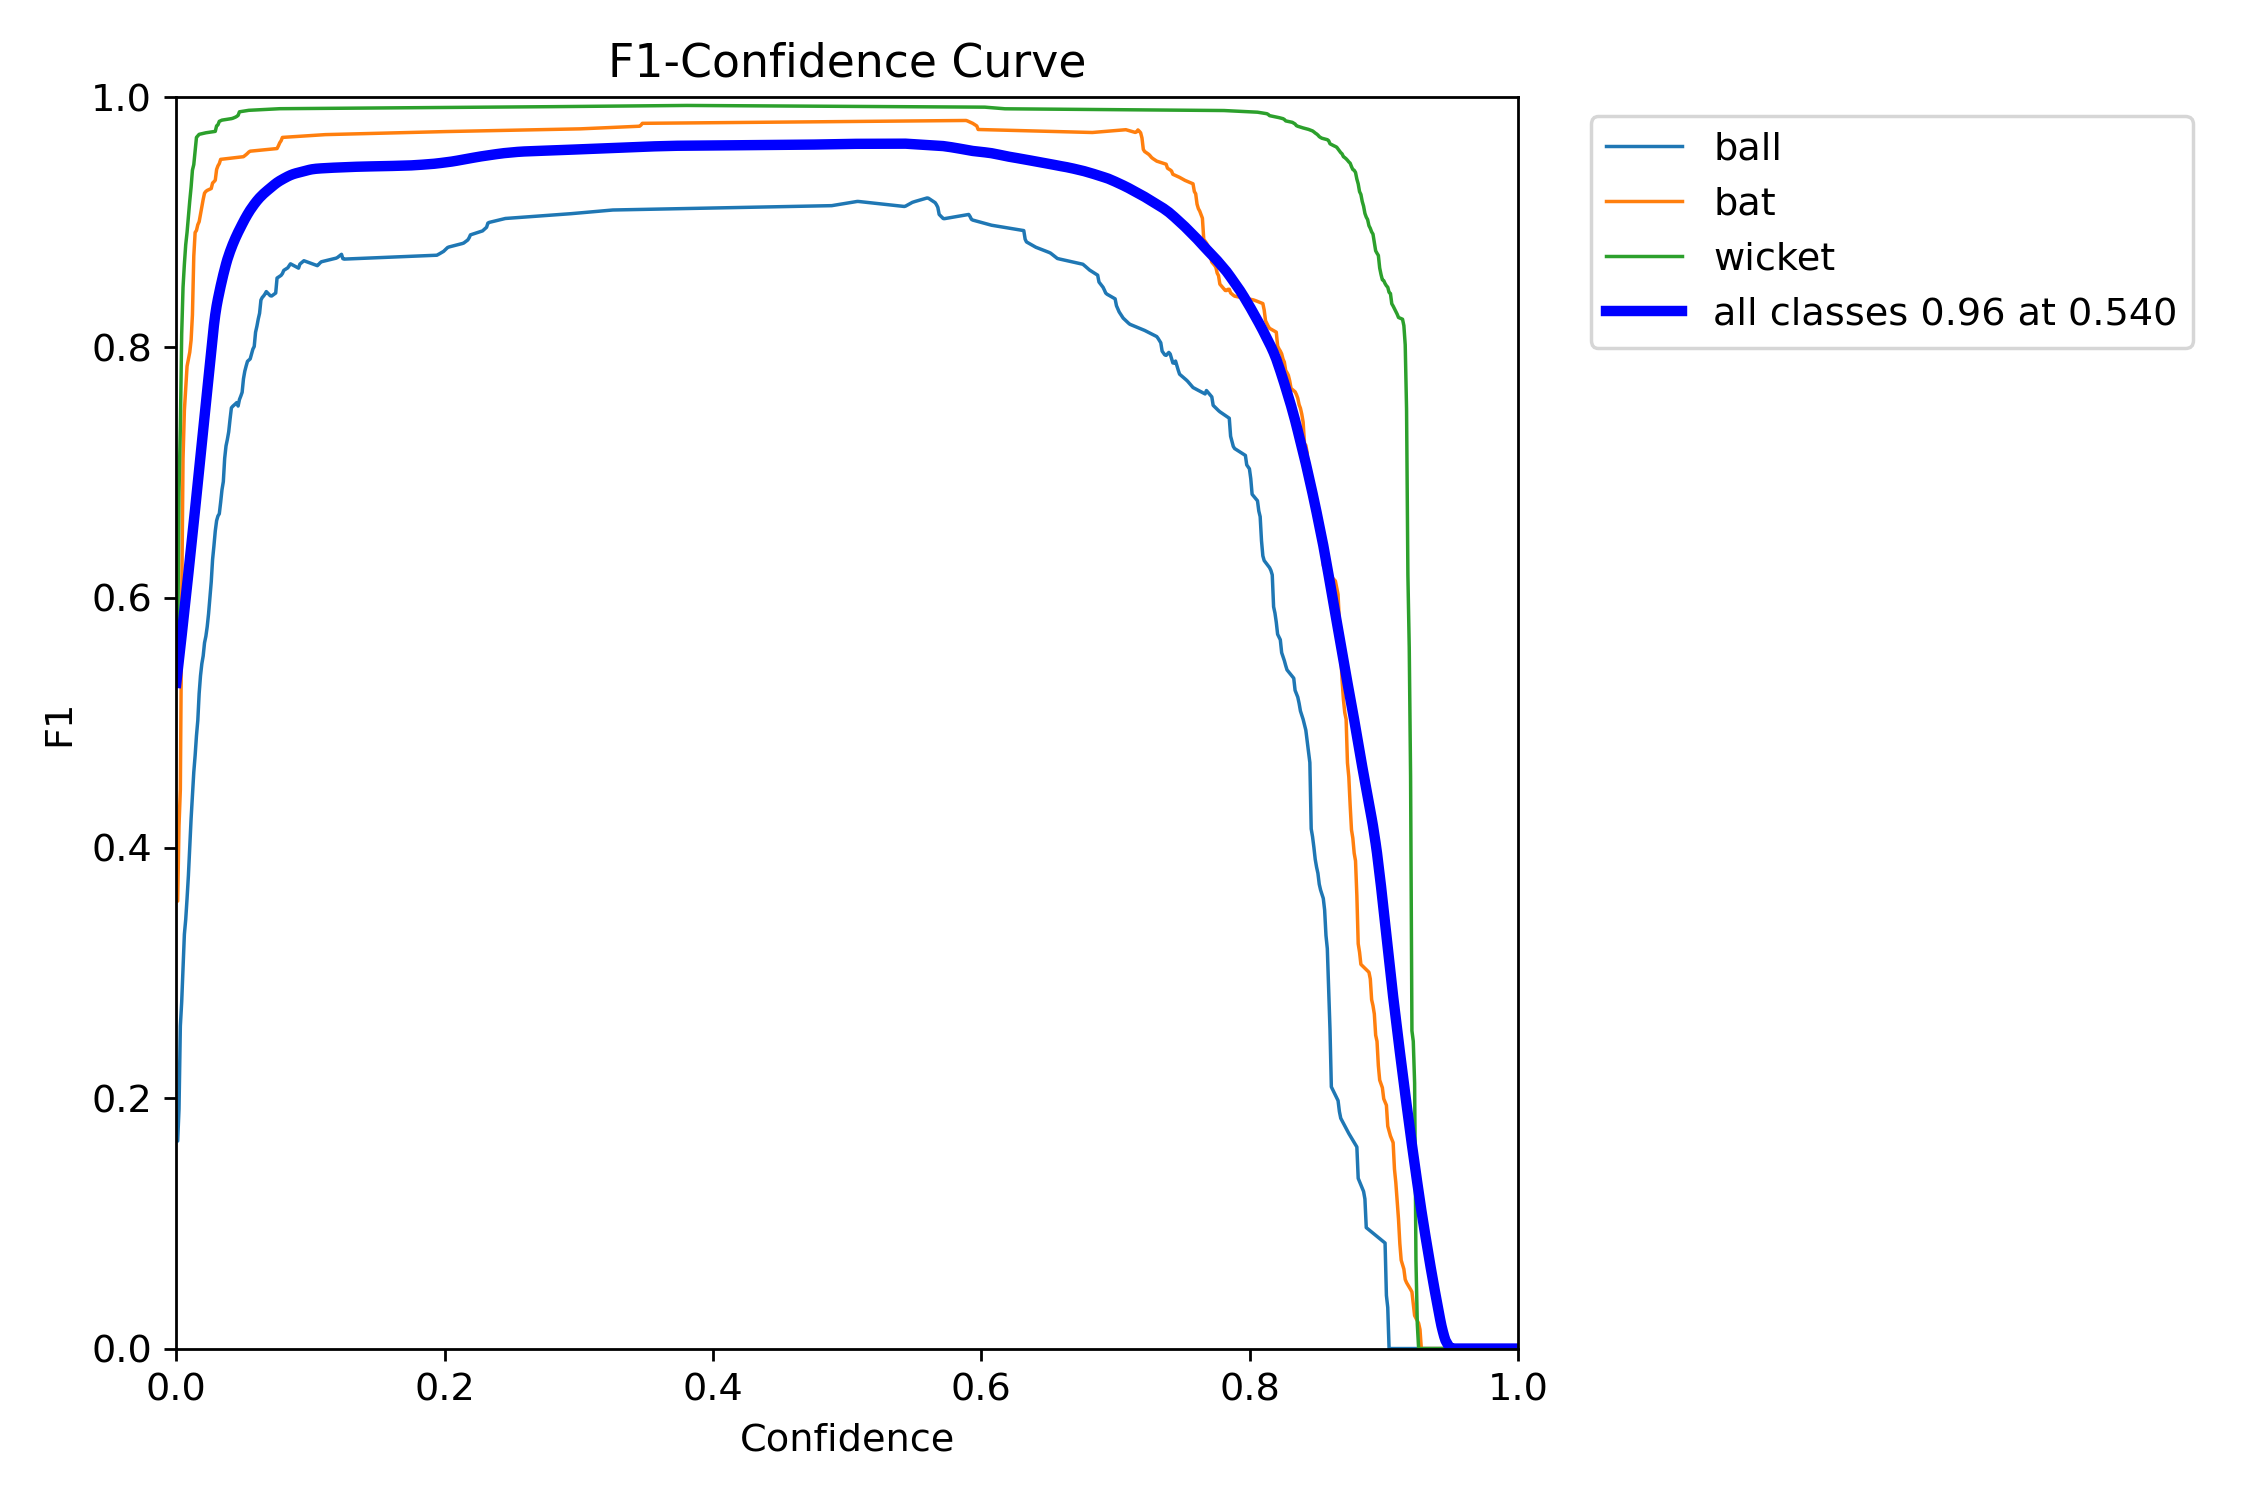 F1-Confidence Curve
1.0
0.8
0.6
0.4
0.2
0.0
F1
0.0 0.2 0.4 0.6 0.8 1.0
Confidence
ball
bat
wicket
all classes 0.96 at 0.540